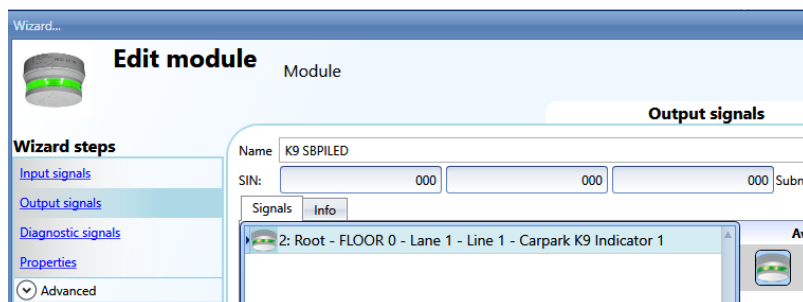 Wizard...
Edit module
Module
Output signals
Wizard steps
Input signals
Output signals
Diagnostic signals
Properties
Advanced
Name K9 SBPILED
SIN: 000 000 000 Subn
Signals Info
2: Root - FLOOR 0 - Lane 1 - Line 1 - Carpark K9 Indicator 1